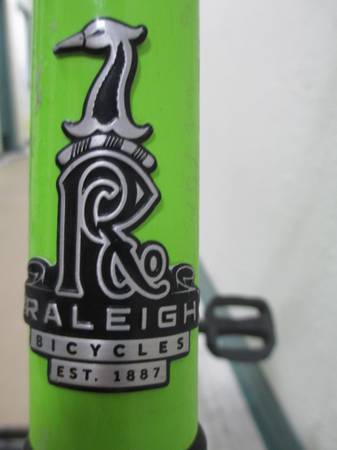 R
RALEIGH
BICYCLES
EST. 1887